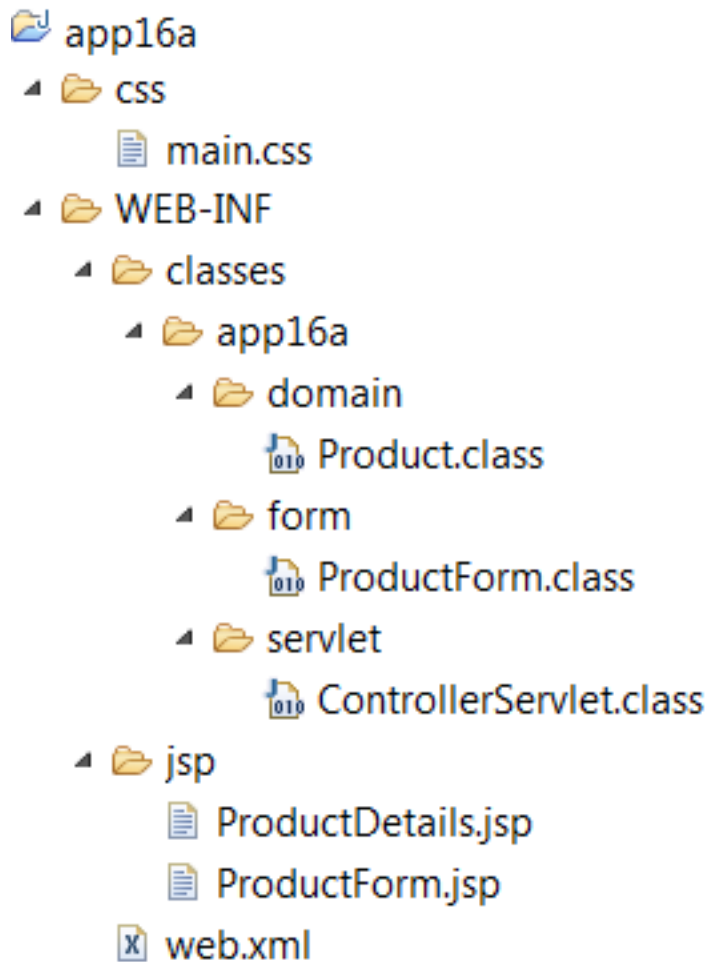 app16a
css
main.css
WEB-INF
classes
app16a
domain
Product.class
form
ProductForm.class
servlet
ControllerServlet.class
jsp
ProductDetails.jsp
ProductForm.jsp
web.xml